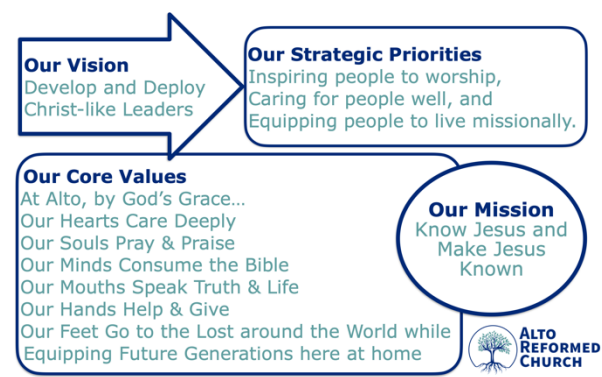 Our Vision
Develop and Deploy
Christ-like Leaders
Our Strategic Priorities
Inspiring people to worship,
Caring for people well, and
Equipping people to live missionally.
Our Core Values
At Alto, by God's Grace…
Our Hearts Care Deeply
Our Souls Pray & Praise
Our Minds Consume the Bible
Our Mouths Speak Truth & Life
Our Hands Help & Give
Our Feet Go to the Lost around the World while
Equipping Future Generations here at home
Our Mission
Know Jesus and
Make Jesus
Known
ALTO
REFORMED
CHURCH